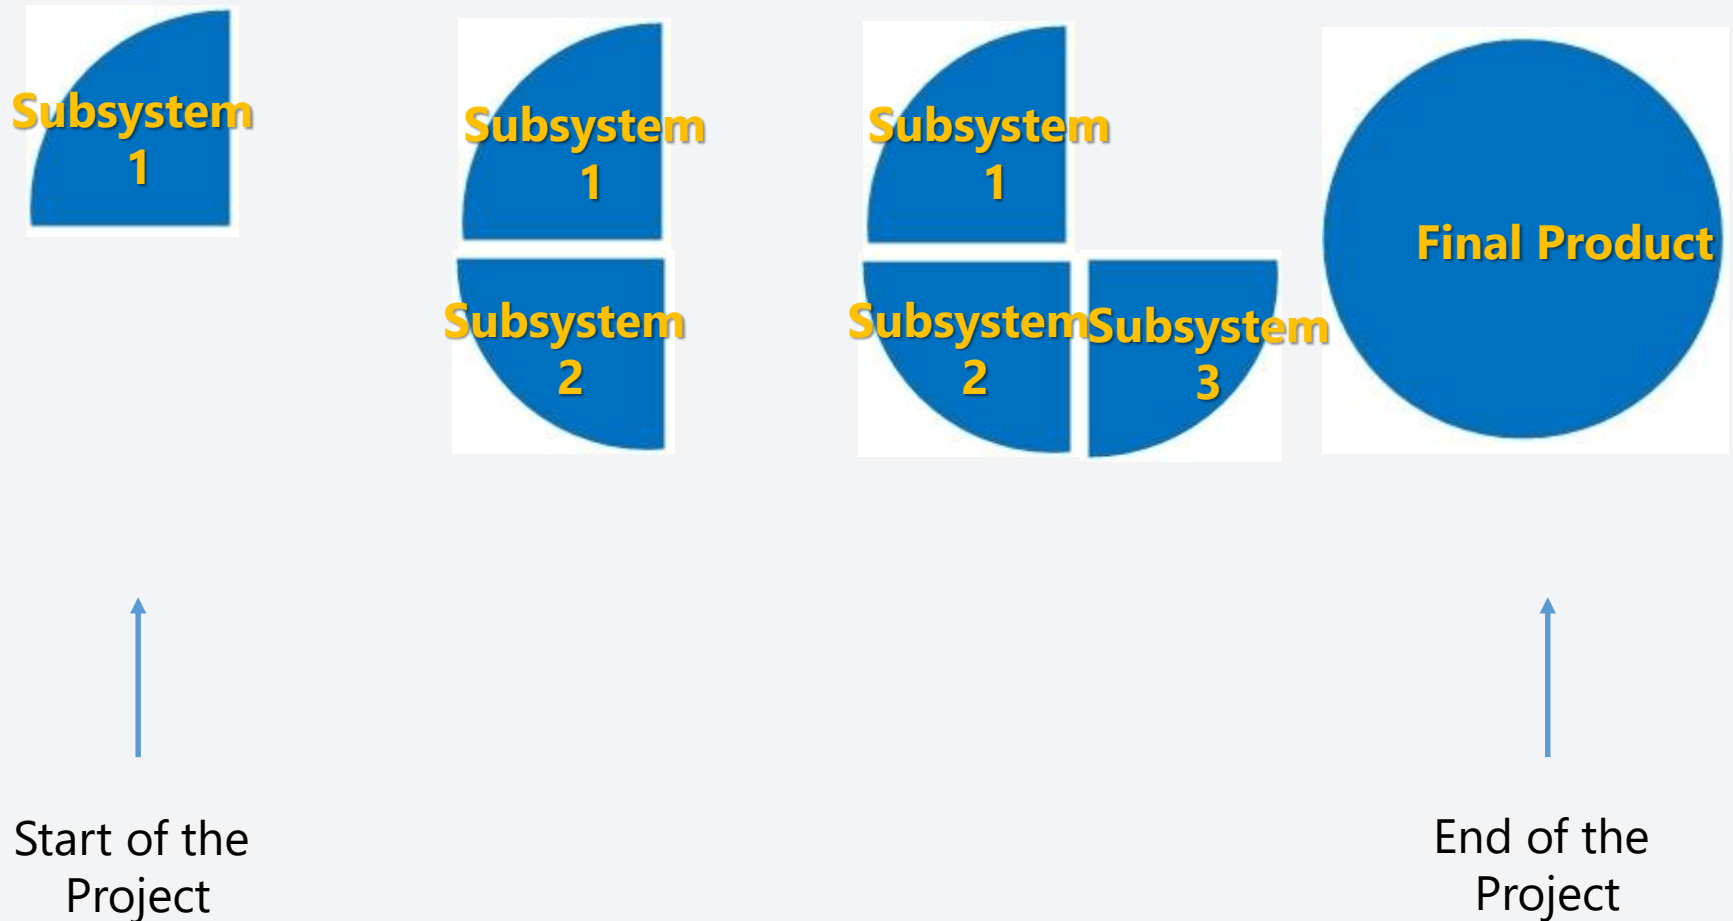 Subsystem
1
Subsystem
1
Subsystem
2
Subsystem
1
Subsystem
2
Subsystem
3
Final Product
Start of the
Project
End of the
Project